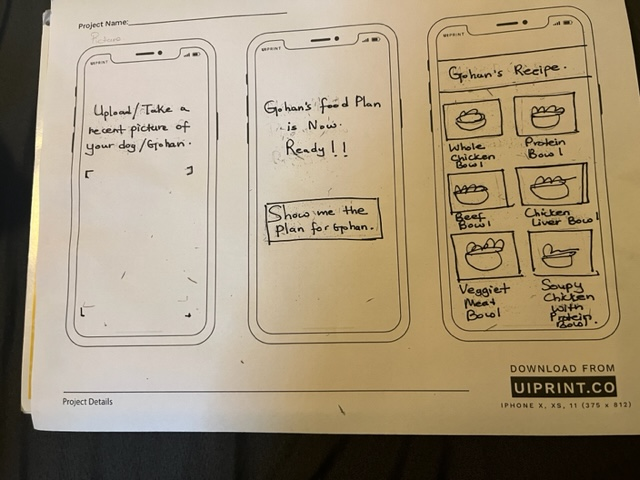 Project Name:
Picture
UIPRINT
Upload/Take a
recent picture of
your dog/Gohan.
UIPRINT
Gohan's food Plan
is Now.
Ready!!
Show me the
plan for Gohan.
UIPRINT
Gohan's Recipe.
Whole
Chicken
Bowl
Protein
Bowl
Beef
Bowl
Chicken
Liver Bowl
Veggiet
Meat
Bowl
Soupy
Chicken
with
Protein
Bowl.
Project Details
DOWNLOAD FROM
UIPRINT.CO
IPHONE X, XS, 11 (375 x 812)